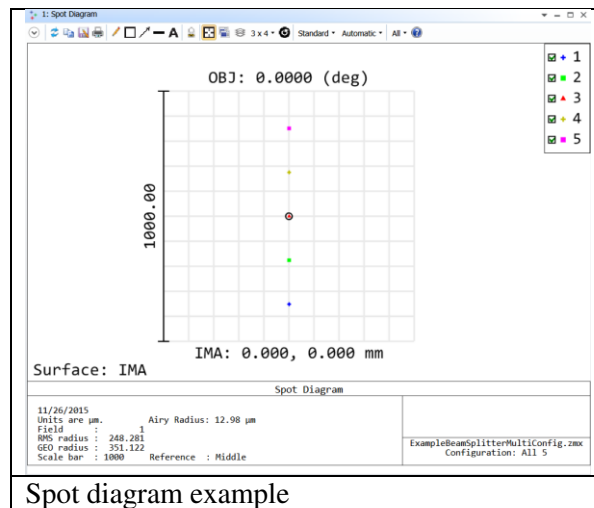 1: Spot Diagram
3 x 4 Standard Automatic All
1
2
3
4
5
OBJ: 0.0000 (deg)
1000.00
IMA: 0.000, 0.000 mm
Surface: IMA
Spot Diagram
11/26/2015
Units are µm. Airy Radius: 12.98 µm
Field : 1
RMS radius : 248.281
GEO radius : 351.122
Scale bar : 1000 Reference : Middle
ExampleBeamSplitterMultiConfig.zmx
Configuration: All 5
Spot diagram example